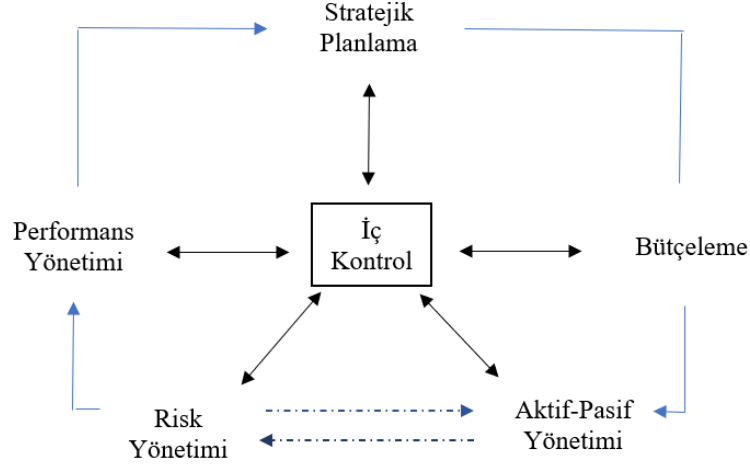 Stratejik
Planlama
Performans
Yönetimi
İç
Kontrol
Bütçeleme
Risk
Yönetimi
Aktif-Pasif
Yönetimi